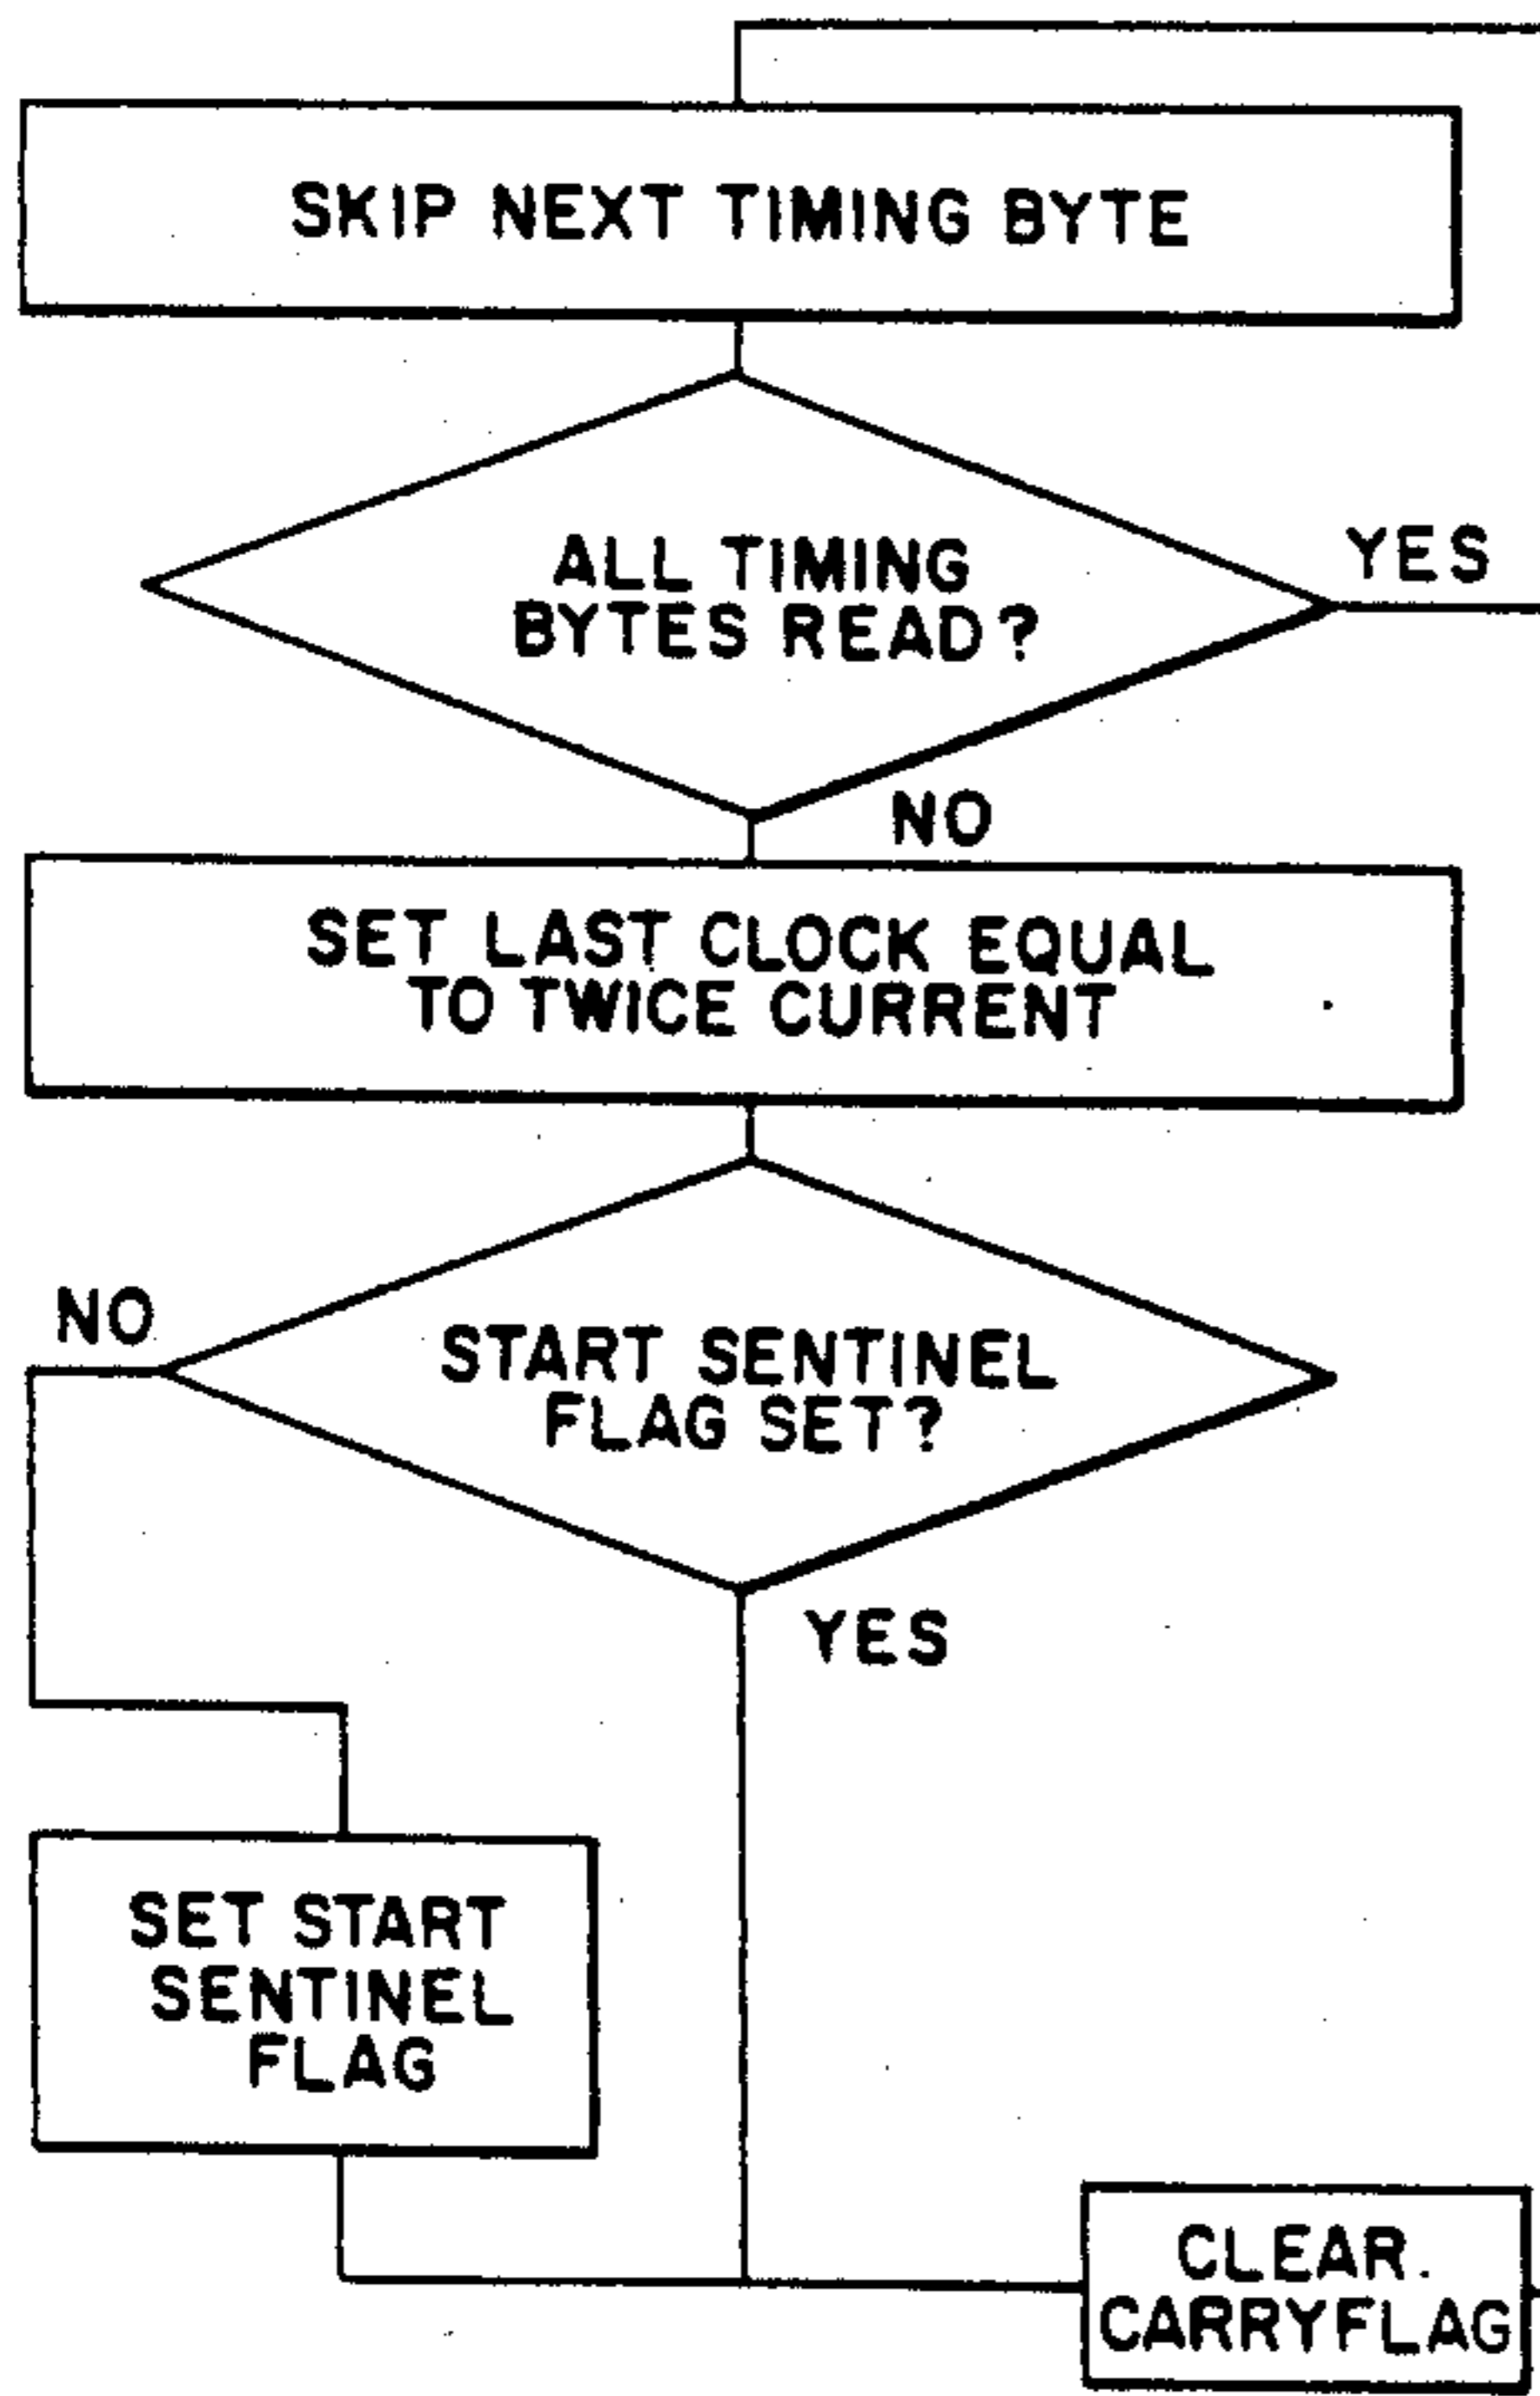 SKIP NEXT TIMING BYTE
ALL TIMING
BYTES READ?
YES
NO
SET LAST CLOCK EQUAL
TO TWICE CURRENT
NO
START SENTINEL
FLAG SET?
YES
SET START
SENTINEL
FLAG
CLEAR.
CARRYFLAG